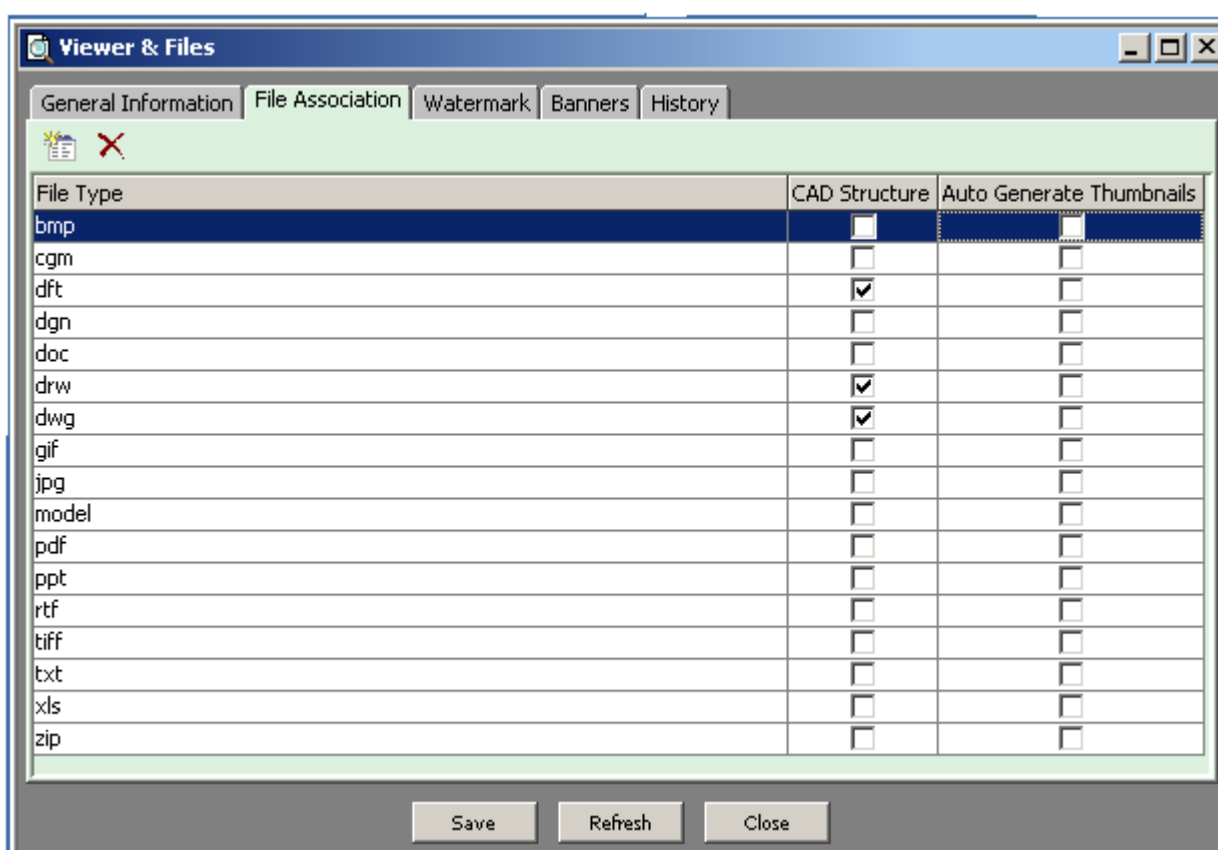 Viewer & Files
General Information File Association Watermark Banners History
File Type CAD Structure Auto Generate Thumbnails
bmp
cgm
dft
dgn
doc
drw
dwg
gif
jpg
model
pdf
ppt
rtf
tiff
txt
xls
zip
Save Refresh Close